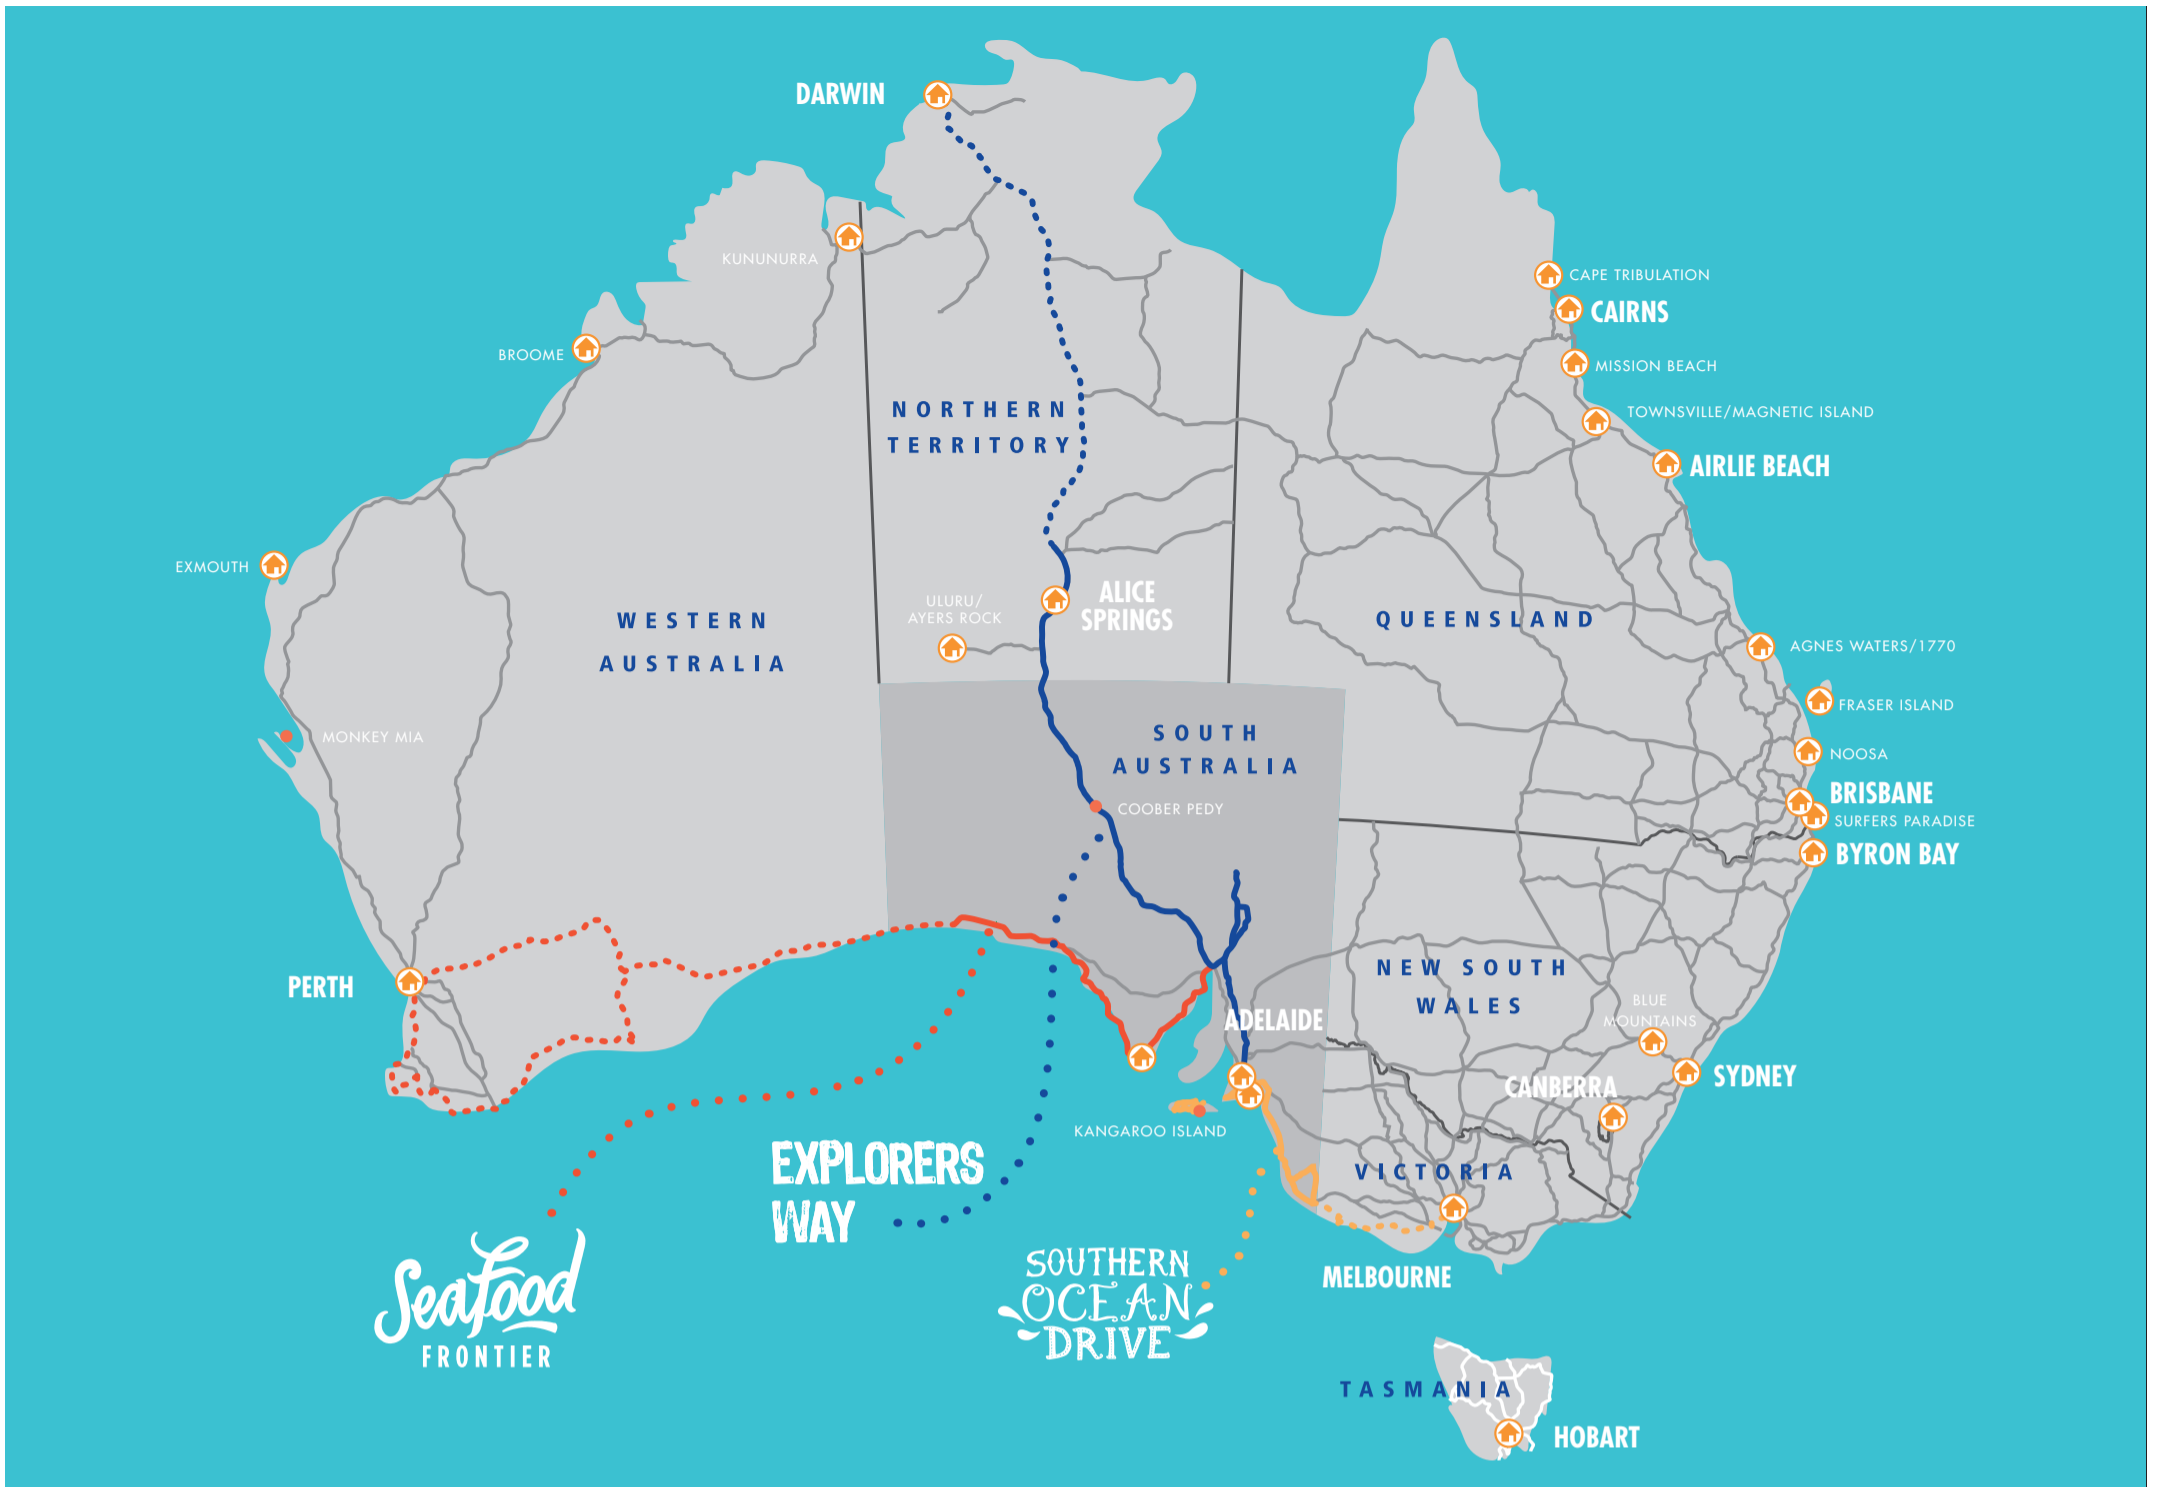 DARWIN
KUNUNURRA
BROOME
CAPE TRIBULATION
CAIRNS
MISSION BEACH
NORTHERN
TERRITORY
TOWNSVILLE/MAGNETIC ISLAND
AIRLIE BEACH
EXMOUTH
WESTERN
AUSTRALIA
ULURU/
AYERS ROCK
ALICE
SPRINGS
QUEENSLAND
AGNES WATERS/1770
FRASER ISLAND
MONKEY MIA
SOUTH
AUSTRALIA
NOOSA
COOBER PEDY
BRISBANE
SURFERS PARADISE
BYRON BAY
PERTH
NEW SOUTH
WALES
BLUE
MOUNTAINS
ADELAIDE
SYDNEY
CANBERRA
KANGAROO ISLAND
VICTORIA
EXPLORERS
WAY
Seafood
FRONTIER
SOUTHERN
OCEAN
DRIVE
MELBOURNE
TASMANIA
HOBART